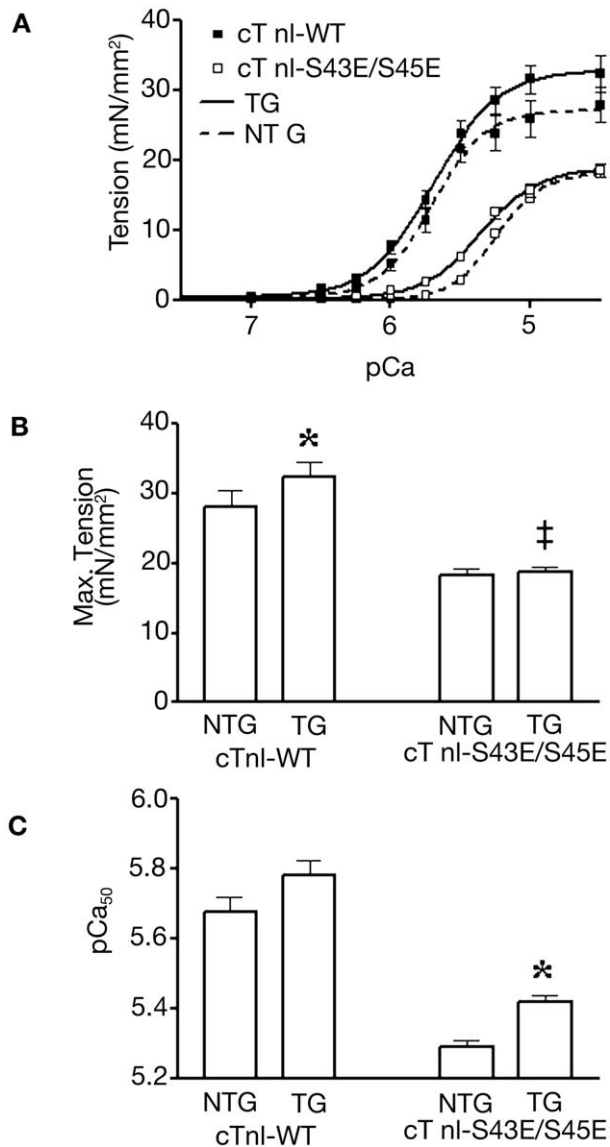 A
Tension (mN/mm²)
40
30
20
10
0
cT nI-WT
cT nI-S43E/S45E
TG
NT G
7
6
5
pCa
B
Max. Tension
(mN/mm²)
40
30
20
10
0
*
‡
NTG
TG
NTG
TG
cTnI-WT
cT nI-S43E/S45E
C
pCa₅₀
6.0
5.8
5.6
5.4
5.2
*
NTG
TG
NTG
TG
cTnI-WT
cT nI-S43E/S45E